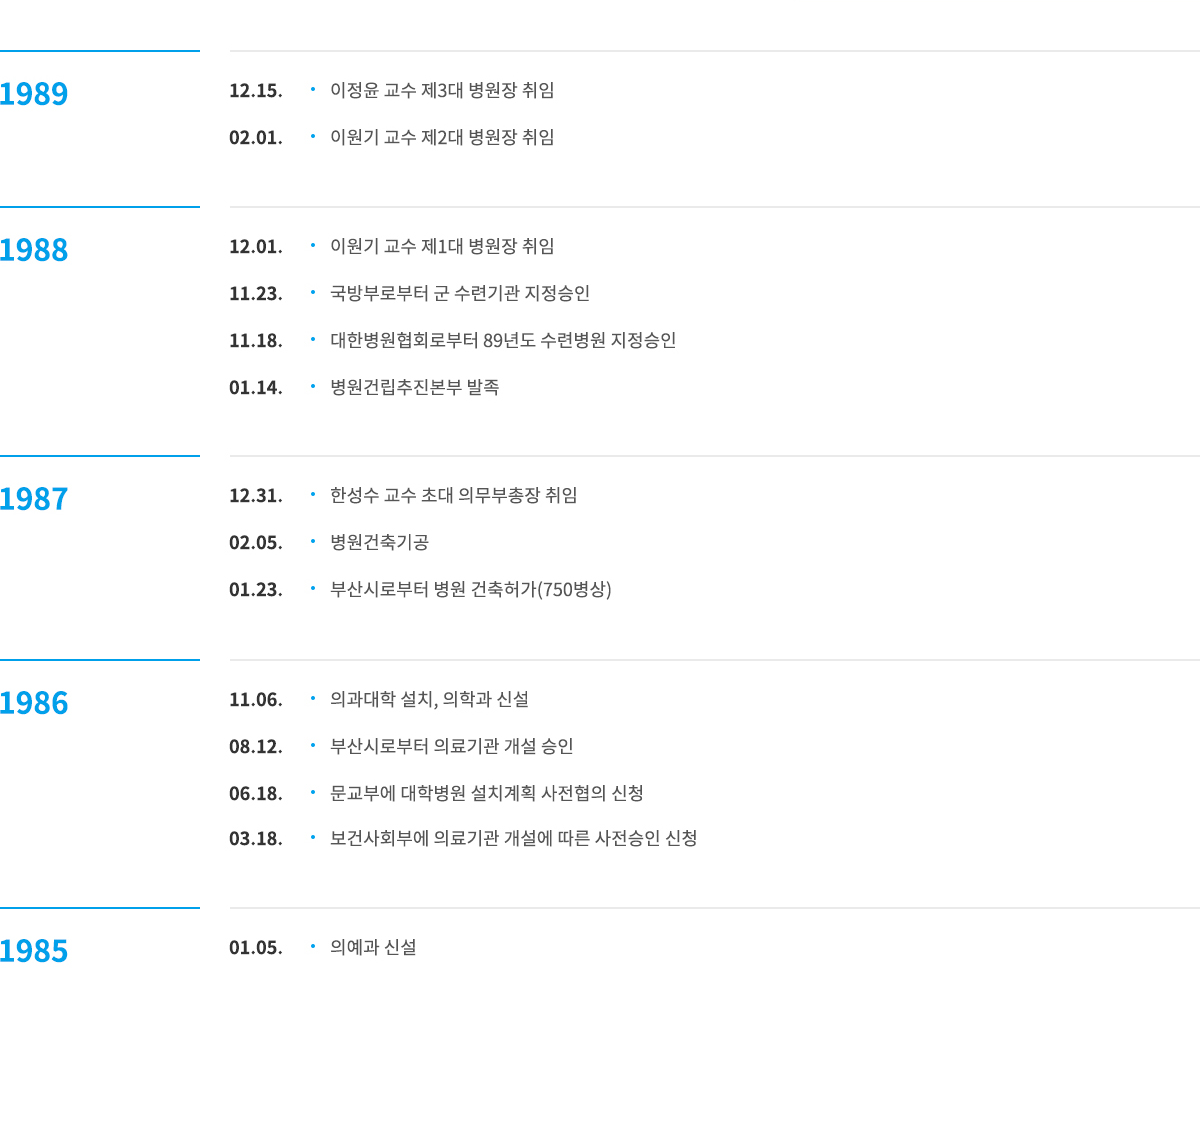 1989
12.15. • 이정윤 교수 제3대 병원장 취임
02.01. • 이원기 교수 제2대 병원장 취임
1988
12.01. • 이원기 교수 제1대 병원장 취임
11.23. • 국방부로부터 군 수련기관 지정승인
11.18. • 대한병원협회로부터 89년도 수련병원 지정승인
01.14. • 병원건립추진본부 발족
1987
12.31. • 한성수 교수 초대 의무부총장 취임
02.05. • 병원건축기공
01.23. • 부산시로부터 병원 건축허가(750병상)
1986
11.06. • 의과대학 설치, 의학과 신설
08.12. • 부산시로부터 의료기관 개설 승인
06.18. • 문교부에 대학병원 설치계획 사전협의 신청
03.18. • 보건사회부에 의료기관 개설에 따른 사전승인 신청
1985
01.05. • 의예과 신설